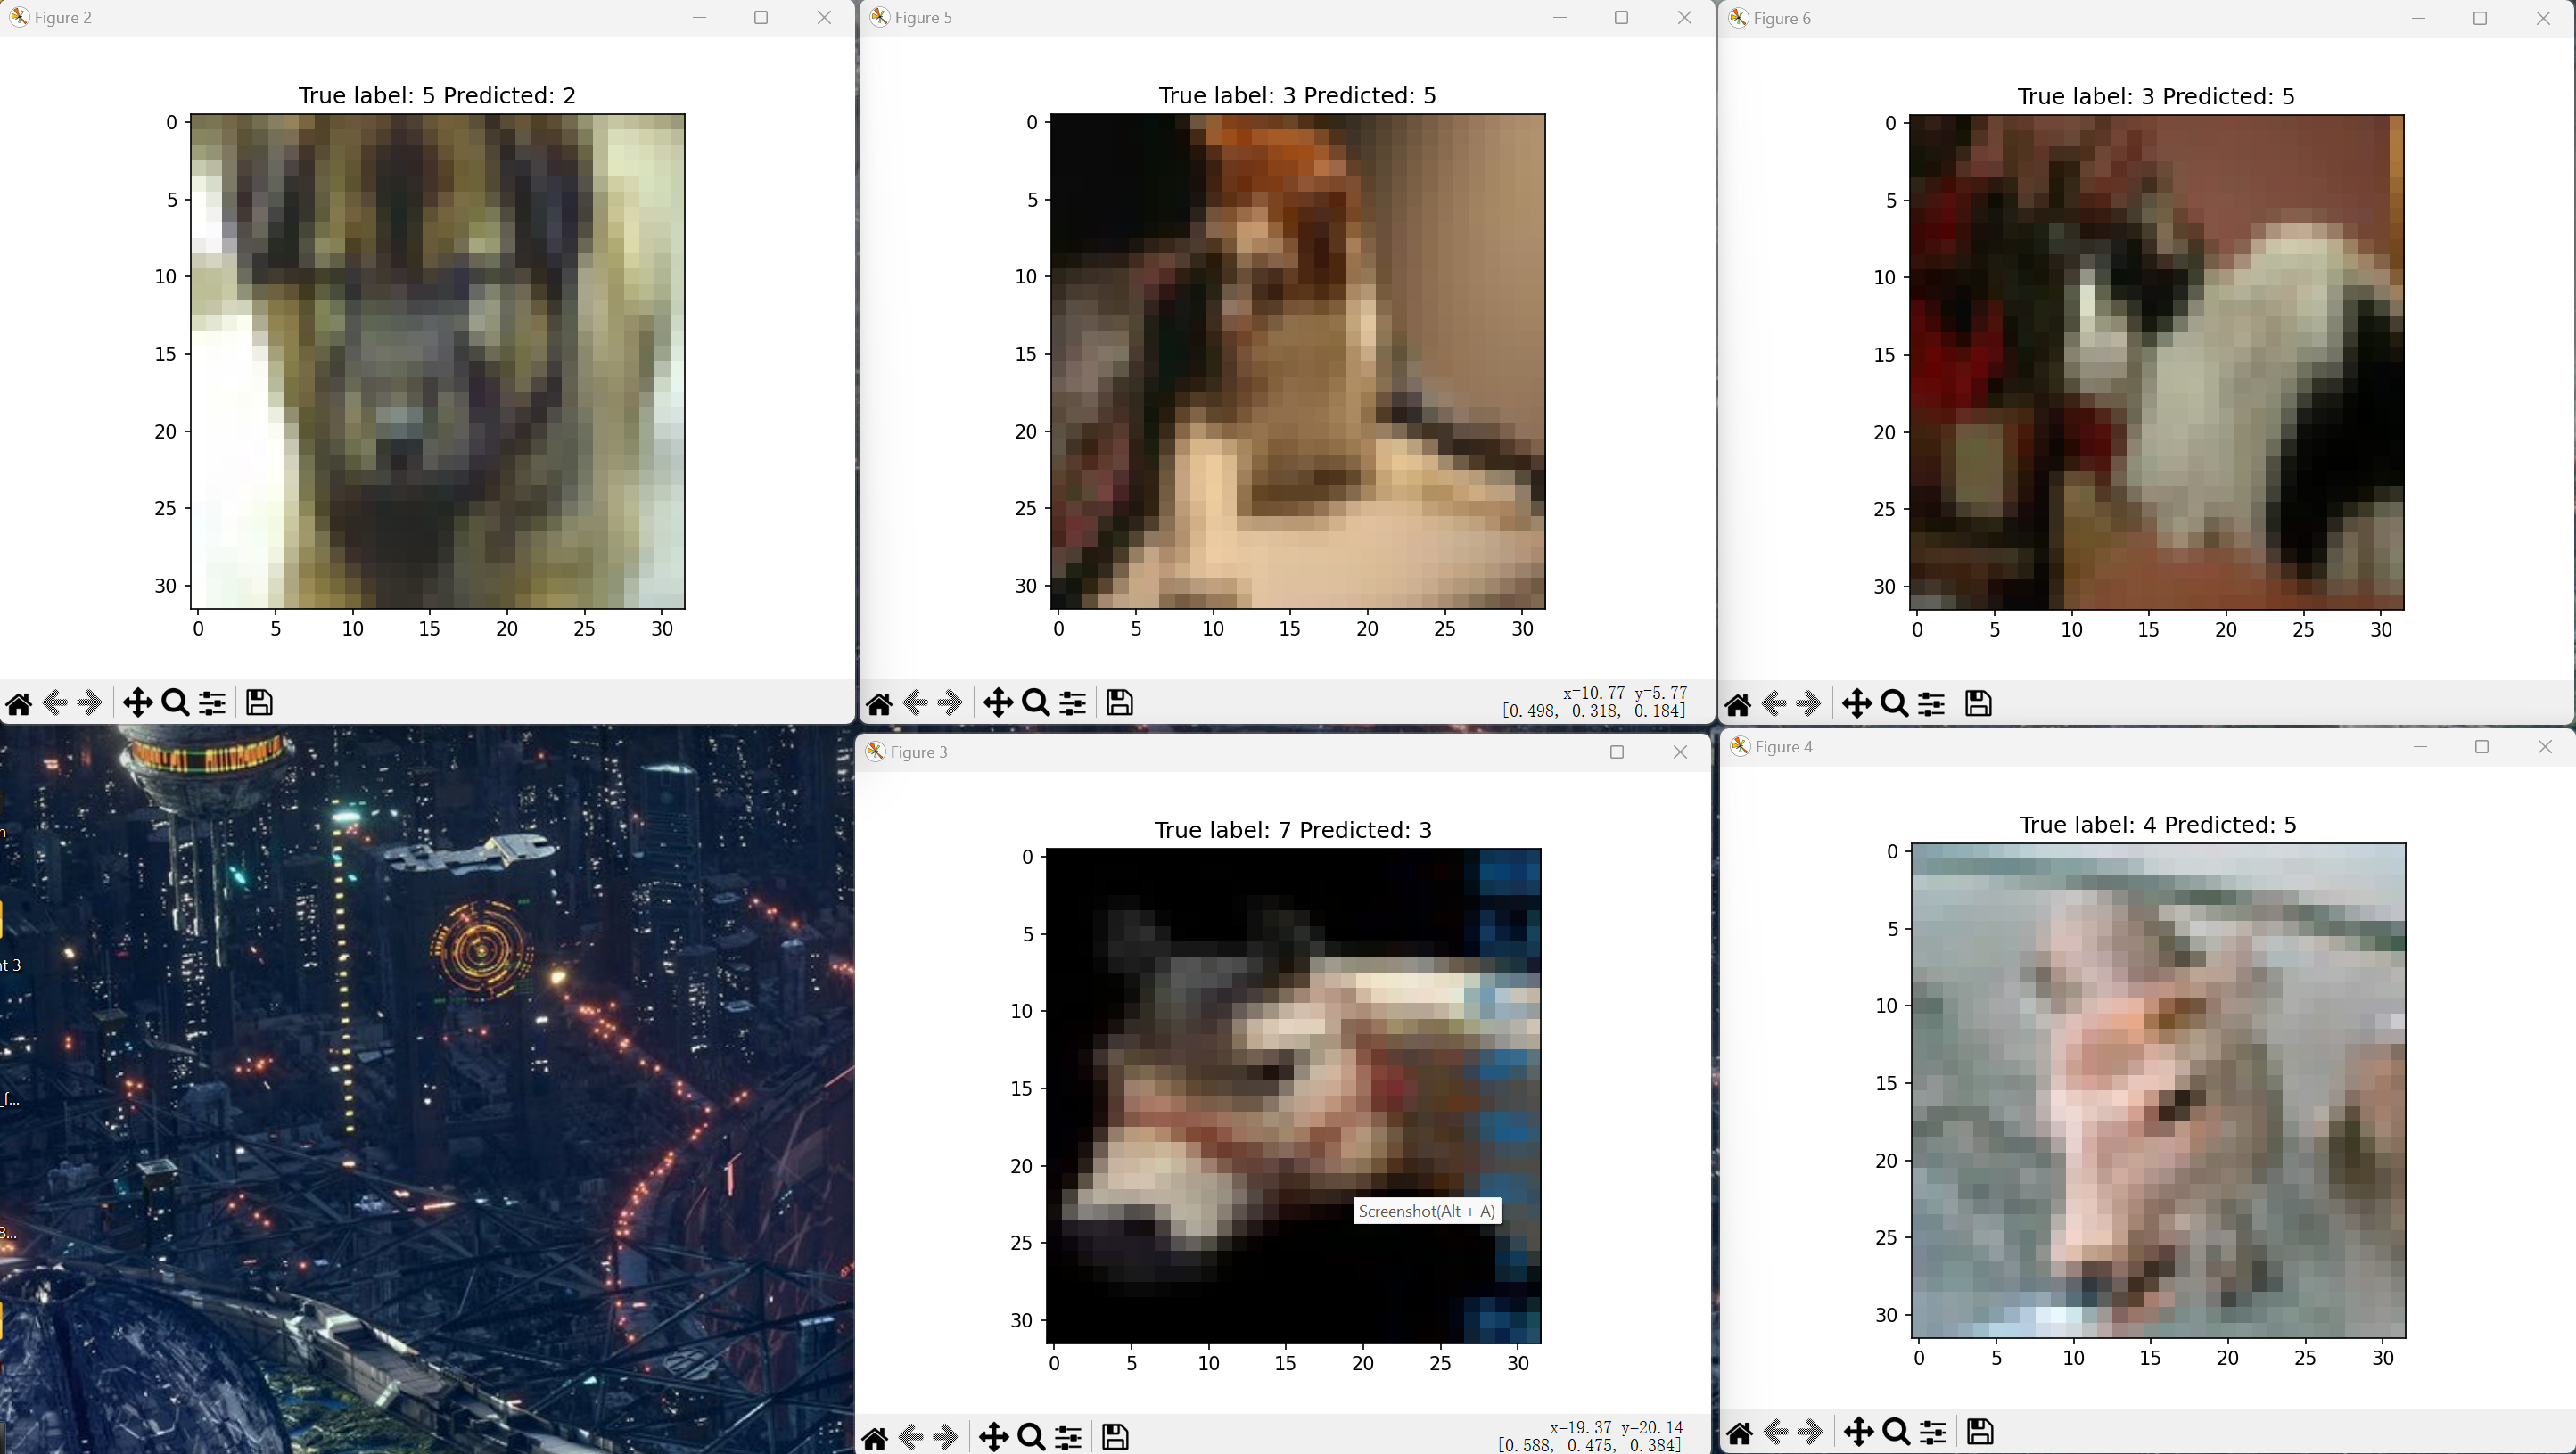 Figure 2
True label: 5 Predicted: 2
0
5
10
15
20
25
30
0 5 10 15 20 25 30
Figure 5
True label: 3 Predicted: 5
0
5
10
15
20
25
30
0 5 10 15 20 25 30
x=10.77 y=5.77
[0.498, 0.318, 0.184]
Figure 6
True label: 3 Predicted: 5
0
5
10
15
20
25
30
0 5 10 15 20 25 30
nt 3
_f...
Figure 3
True label: 7 Predicted: 3
0
5
10
15
20
25
30
0 5 10 15 20 25 30
Screenshot(Alt + A)
x=19.37 y=20.14
[0.588, 0.475, 0.384]
Figure 4
True label: 4 Predicted: 5
0
5
10
15
20
25
30
0 5 10 15 20 25 30